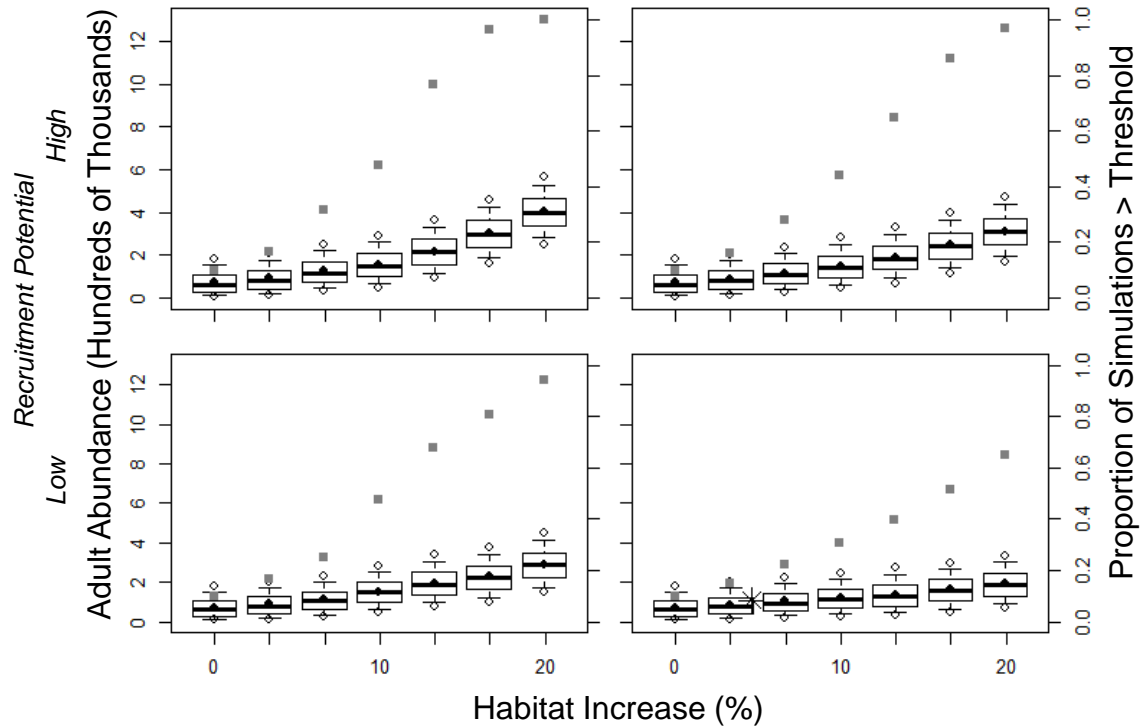 Recruitment Potential
High
Low
Adult Abundance (Hundreds of Thousands)
0 2 4 6 8 10 12
0.0 0.2 0.4 0.6 0.8 1.0
0 2 4 6 8 10 12
0.0 0.2 0.4 0.6 0.8 1.0
Proportion of Simulations > Threshold
0 10 20
0 10 20
Habitat Increase (%)